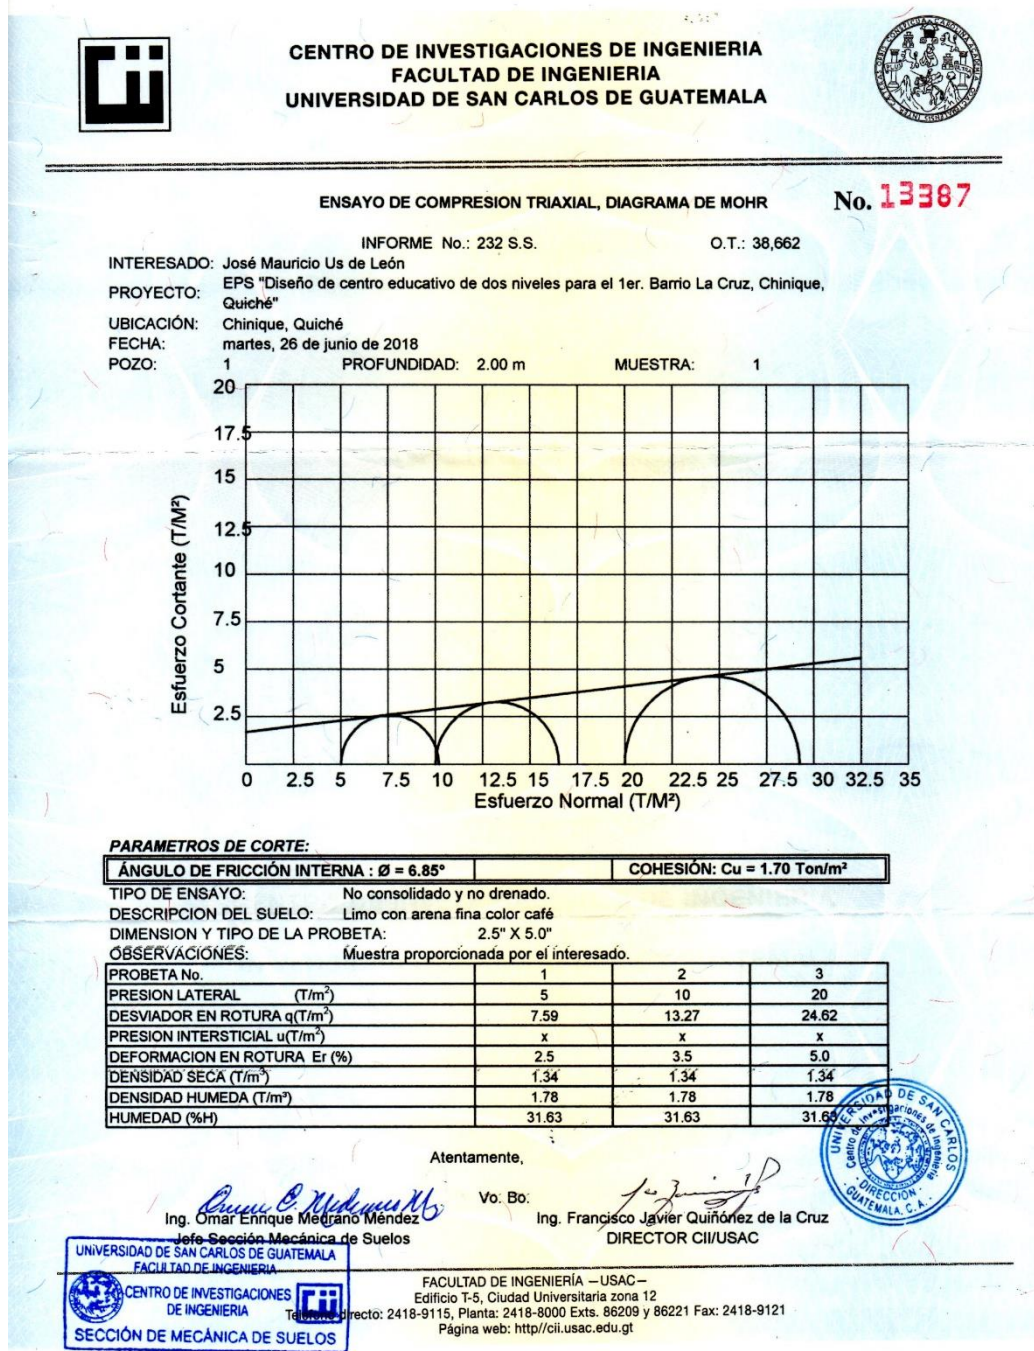 CENTRO DE INVESTIGACIONES DE INGENIERIA
FACULTAD DE INGENIERIA
UNIVERSIDAD DE SAN CARLOS DE GUATEMALA
ENSAYO DE COMPRESION TRIAXIAL, DIAGRAMA DE MOHR
No. 13387
INFORME No.: 232 S.S. O.T.: 38,662
INTERESADO: José Mauricio Us de León
PROYECTO: EPS "Diseño de centro educativo de dos niveles para el 1er. Barrio La Cruz, Chinique,
Quiché"
UBICACIÓN: Chinique, Quiché
FECHA: martes, 26 de junio de 2018
POZO: 1 PROFUNDIDAD: 2.00 m MUESTRA: 1
20
17.5
15
12.5
10
7.5
5
2.5
Esfuerzo Cortante (T/M²)
0 2.5 5 7.5 10 12.5 15 17.5 20 22.5 25 27.5 30 32.5 35
Esfuerzo Normal (T/M²)
PARAMETROS DE CORTE:
ÁNGULO DE FRICCIÓN INTERNA : Ø = 6.85° COHESIÓN: Cu = 1.70 Ton/m²
TIPO DE ENSAYO: No consolidado y no drenado.
DESCRIPCION DEL SUELO: Limo con arena fina color café
DIMENSION Y TIPO DE LA PROBETA: 2.5" X 5.0"
OBSERVACIONES: Muestra proporcionada por el interesado.
PROBETA No. 1 2 3
PRESION LATERAL (T/m²) 5 10 20
DESVIADOR EN ROTURA q(T/m²) 7.59 13.27 24.62
PRESION INTERSTICIAL u(T/m²) x x x
DEFORMACION EN ROTURA Er (%) 2.5 3.5 5.0
DENSIDAD SECA (T/m³) 1.34 1.34 1.34
DENSIDAD HUMEDA (T/m³) 1.78 1.78 1.78
HUMEDAD (%H) 31.63 31.63 31.63
Atentamente,
Vo. Bo.
Ing. Omar Enrique Medrano Méndez
Jefe Sección Mecánica de Suelos
Ing. Francisco Javier Quiñónez de la Cruz
DIRECTOR CII/USAC
UNIVERSIDAD DE SAN CARLOS
Centro de Investigaciones de Ingeniería
DIRECCION
GUATEMALA, C. A.
UNIVERSIDAD DE SAN CARLOS DE GUATEMALA
FACULTAD DE INGENIERIA
CENTRO DE INVESTIGACIONES
DE INGENIERIA
SECCIÓN DE MECÁNICA DE SUELOS
FACULTAD DE INGENIERÍA —USAC—
Edificio T-5, Ciudad Universitaria zona 12
Teléfono directo: 2418-9115, Planta: 2418-8000 Exts. 86209 y 86221 Fax: 2418-9121
Página web: http//cii.usac.edu.gt